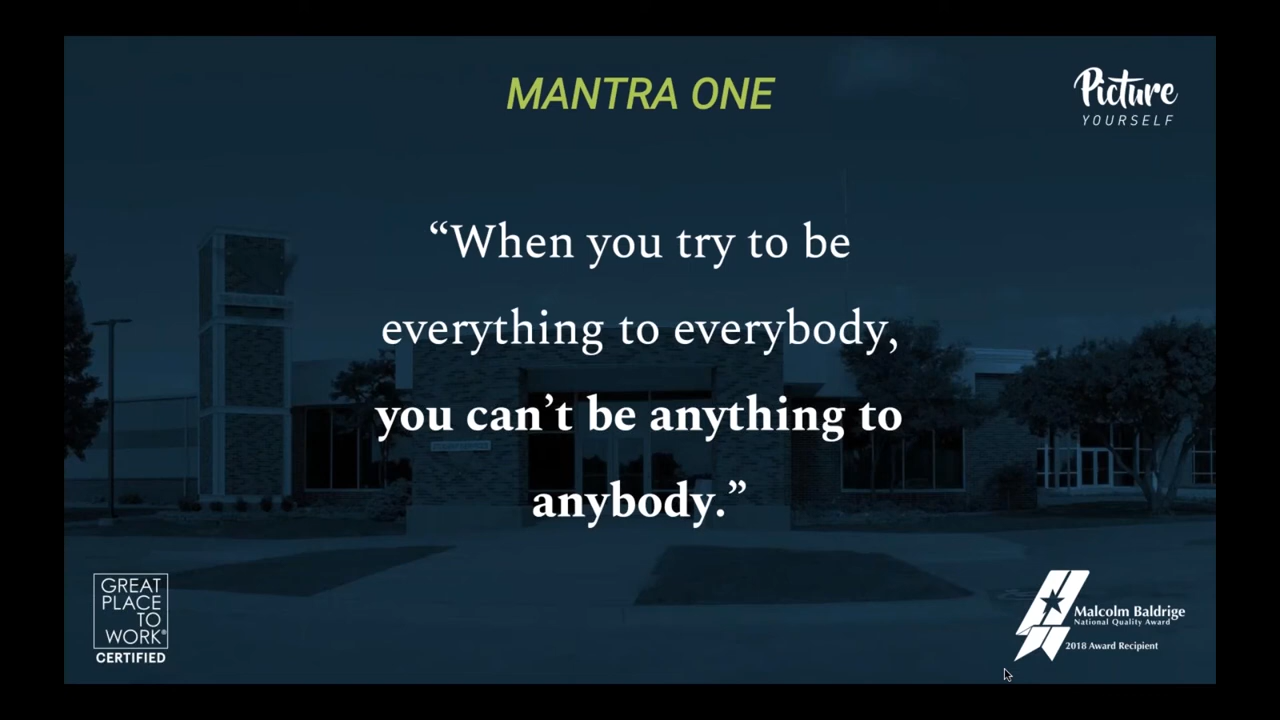 MANTRA ONE
Picture
YOURSELF
“When you try to be
everything to everybody,
you can’t be anything to
anybody.”
GREAT
PLACE
TO
WORK®
CERTIFIED
Malcolm Baldrige
National Quality Award
2018 Award Recipient